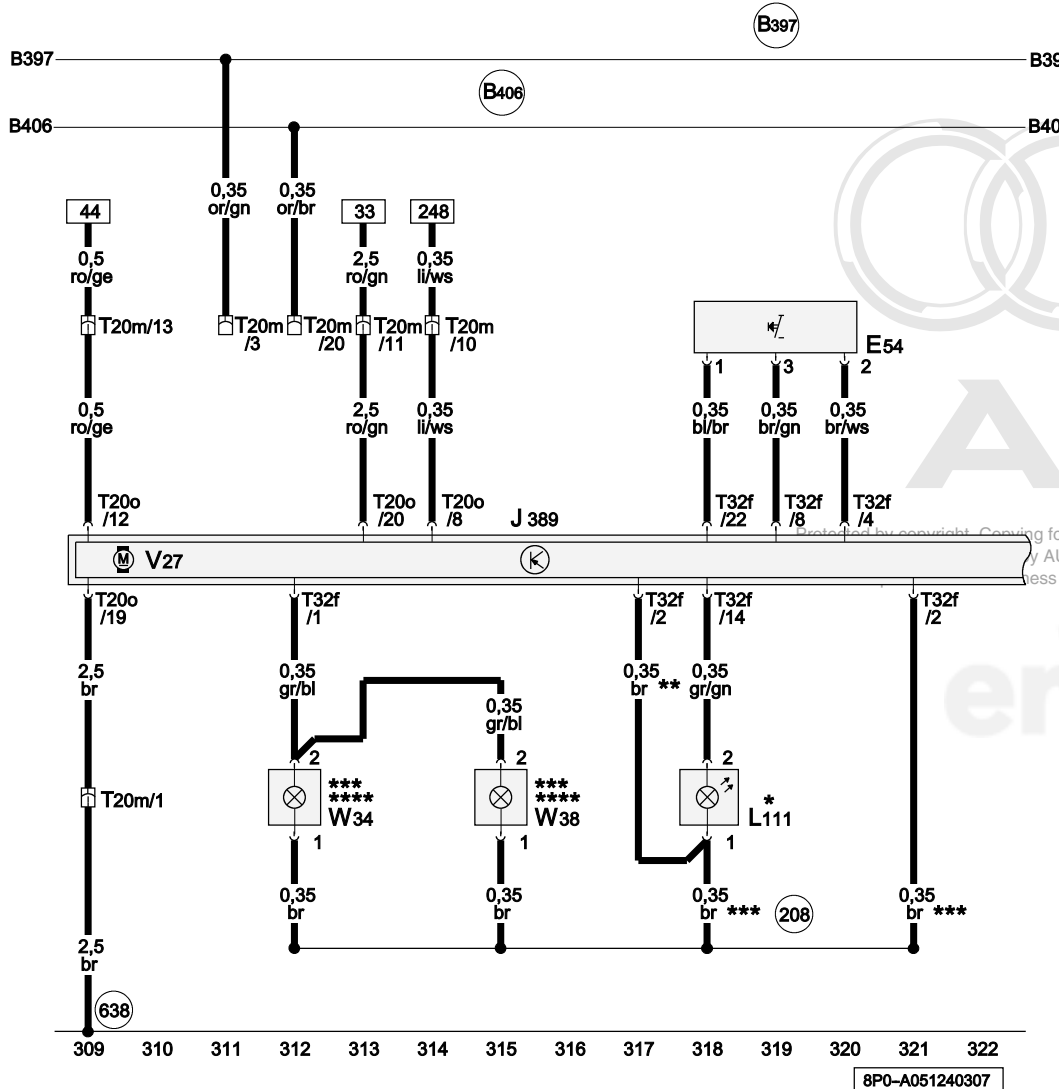 B397
B397 B39
B406
B406 B40
0,35 or/gn
0,35 or/br
44
33
248
0,5 ro/ge
2,5 ro/gn
0,35 li/ws
T20m/13
T20m /3
T20m /20
T20m /11
T20m /10
E54
1 3 2
0,5 ro/ge
2,5 ro/gn
0,35 li/ws
0,35 bl/br
0,35 br/gn
0,35 br/ws
T20o /12
T20o /20
T20o /8
J 389
T32f /22
T32f /8
T32f /4
Protected by copyright. Copying fo
y AU
ess
M V27
T20o /19
T32f /1
T32f /2
T32f /14
T32f /2
2,5 br
0,35 gr/bl
0,35 gr/bl
0,35 br **
0,35 gr/gn
er
2 2 2
T20m/1
*** **** W34
*** **** W38
* L111
1 1 1
0,35 br
0,35 br
0,35 br ***
208
0,35 br ***
2,5 br
638
309 310 311 312 313 314 315 316 317 318 319 320 321 322
8P0-A051240307